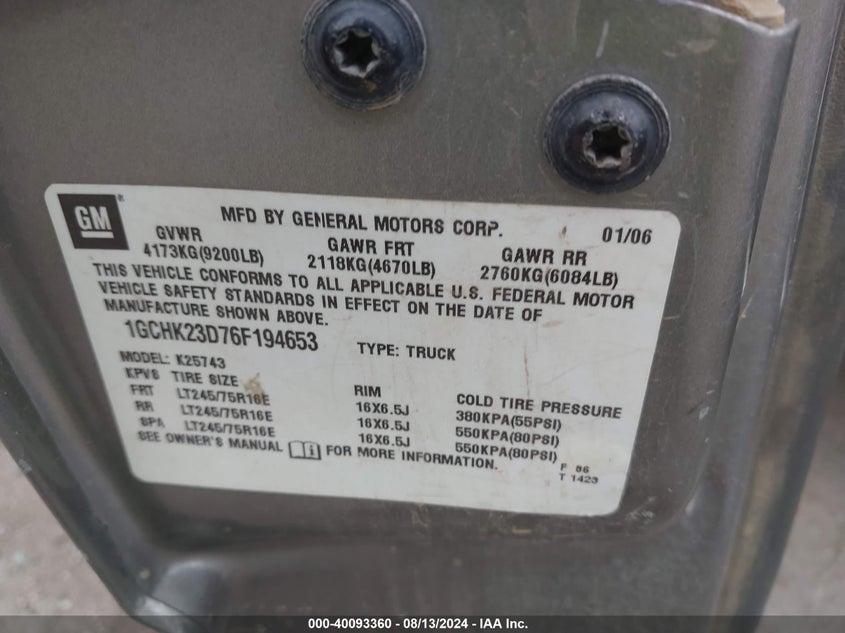 GM ®
MFD BY GENERAL MOTORS CORP. 01/06
GVWR GAWR FRT GAWR RR
4173KG(9200LB) 2118KG(4670LB) 2760KG(6084LB)
THIS VEHICLE CONFORMS TO ALL APPLICABLE U.S. FEDERAL MOTOR
VEHICLE SAFETY STANDARDS IN EFFECT ON THE DATE OF
MANUFACTURE SHOWN ABOVE.
1GCHK23D76F194653 TYPE: TRUCK
MODEL: K25743
KPVS TIRE SIZE RIM COLD TIRE PRESSURE
FRT LT245/75R16E 16X6.5J 380KPA(55PSI)
RR LT245/75R16E 16X6.5J 550KPA(80PSI)
SPA LT245/75R16E 16X6.5J 550KPA(80PSI)
SEE OWNER'S MANUAL FOR MORE INFORMATION.
F 86
T 1423
000-40093360 - 08/13/2024 - IAA Inc.